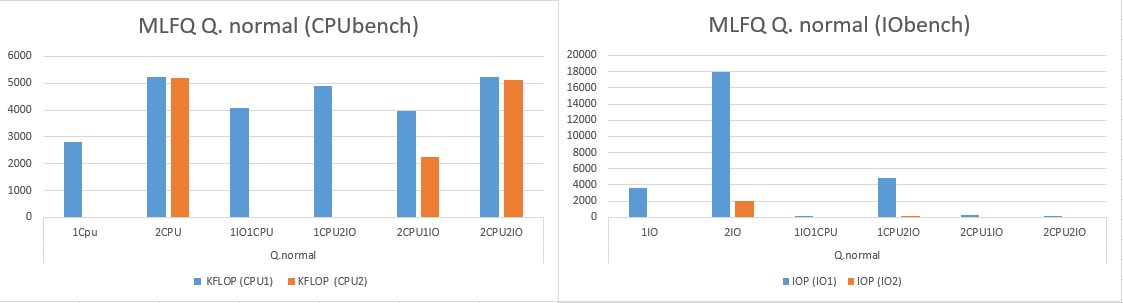 MLFQ Q. normal (CPUbench)
6000
5000
4000
3000
2000
1000
0
1Cpu 2CPU 1IO1CPU 1CPU2IO 2CPU1IO 2CPU2IO
Q.normal
KFLOP (CPU1) KFLOP (CPU2)
MLFQ Q. normal (IObench)
20000
18000
16000
14000
12000
10000
8000
6000
4000
2000
0
1IO 2IO 1IO1CPU 1CPU2IO 2CPU1IO 2CPU2IO
Q.normal
IOP (IO1) IOP (IO2)